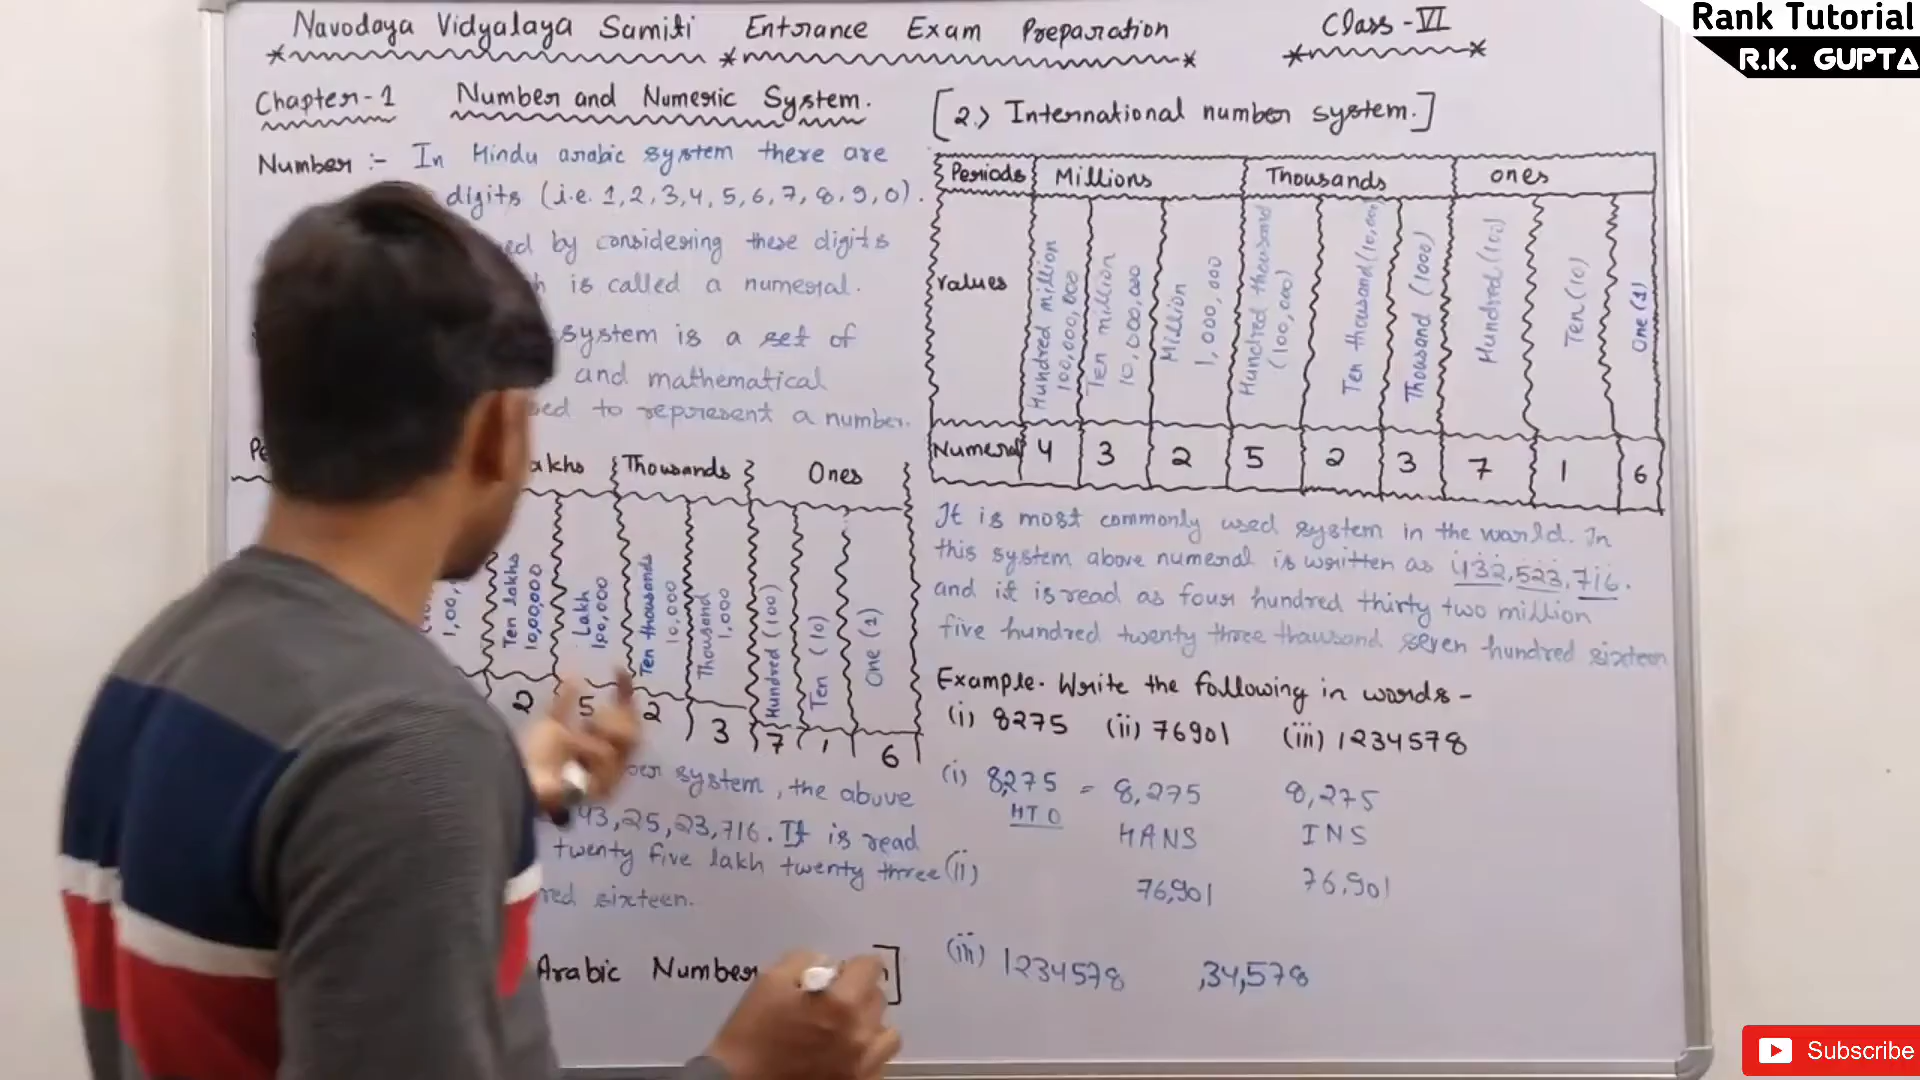 Navodaya Vidyalaya Samiti Entrance Exam Preparation Class-VI
Rank Tutorial
R.K. GUPTA
Chapter-1 Number and Numeric System.
Number :- In Hindu arabic system there are
digits (i.e. 1,2,3,4,5,6,7,8,9,0).
by considering these digits
is called a numeral.
system is a set of
and mathematical
to represent a number.
Thousands Ones
Ten lakhs 10,00,000
Lakh 1,00,000
Ten thousands 10,000
Thousand 1,000
Hundred (100)
Ten (10)
One (1)
2 5 2 3 7 1 6
system, the above
43,25,23,716. It is read
twenty five lakh twenty three
sixteen.
Arabic Number
[2.> International number system.]
Periods Millions Thousands ones
Values
Hundred million 100,000,000
Ten million 10,000,000
Million 1,000,000
Hundred thousand (100,000)
Ten thousand (10,000)
Thousand (1000)
Hundred (100)
Ten (10)
One (1)
Numeral 4 3 2 5 2 3 7 1 6
It is most commonly used system in the world. In
this system above numeral is written as 432,523,716.
and it is read as four hundred thirty two million
five hundred twenty three thousand seven hundred sixteen
Example. Write the following in words-
(i) 8275 (ii) 76901 (iii) 1234578
(i) 8,275 = 8,275 8,275
HTO HANS INS
(ii) 76,901 76,901
(iii) 1234578 ,34,578
Subscribe